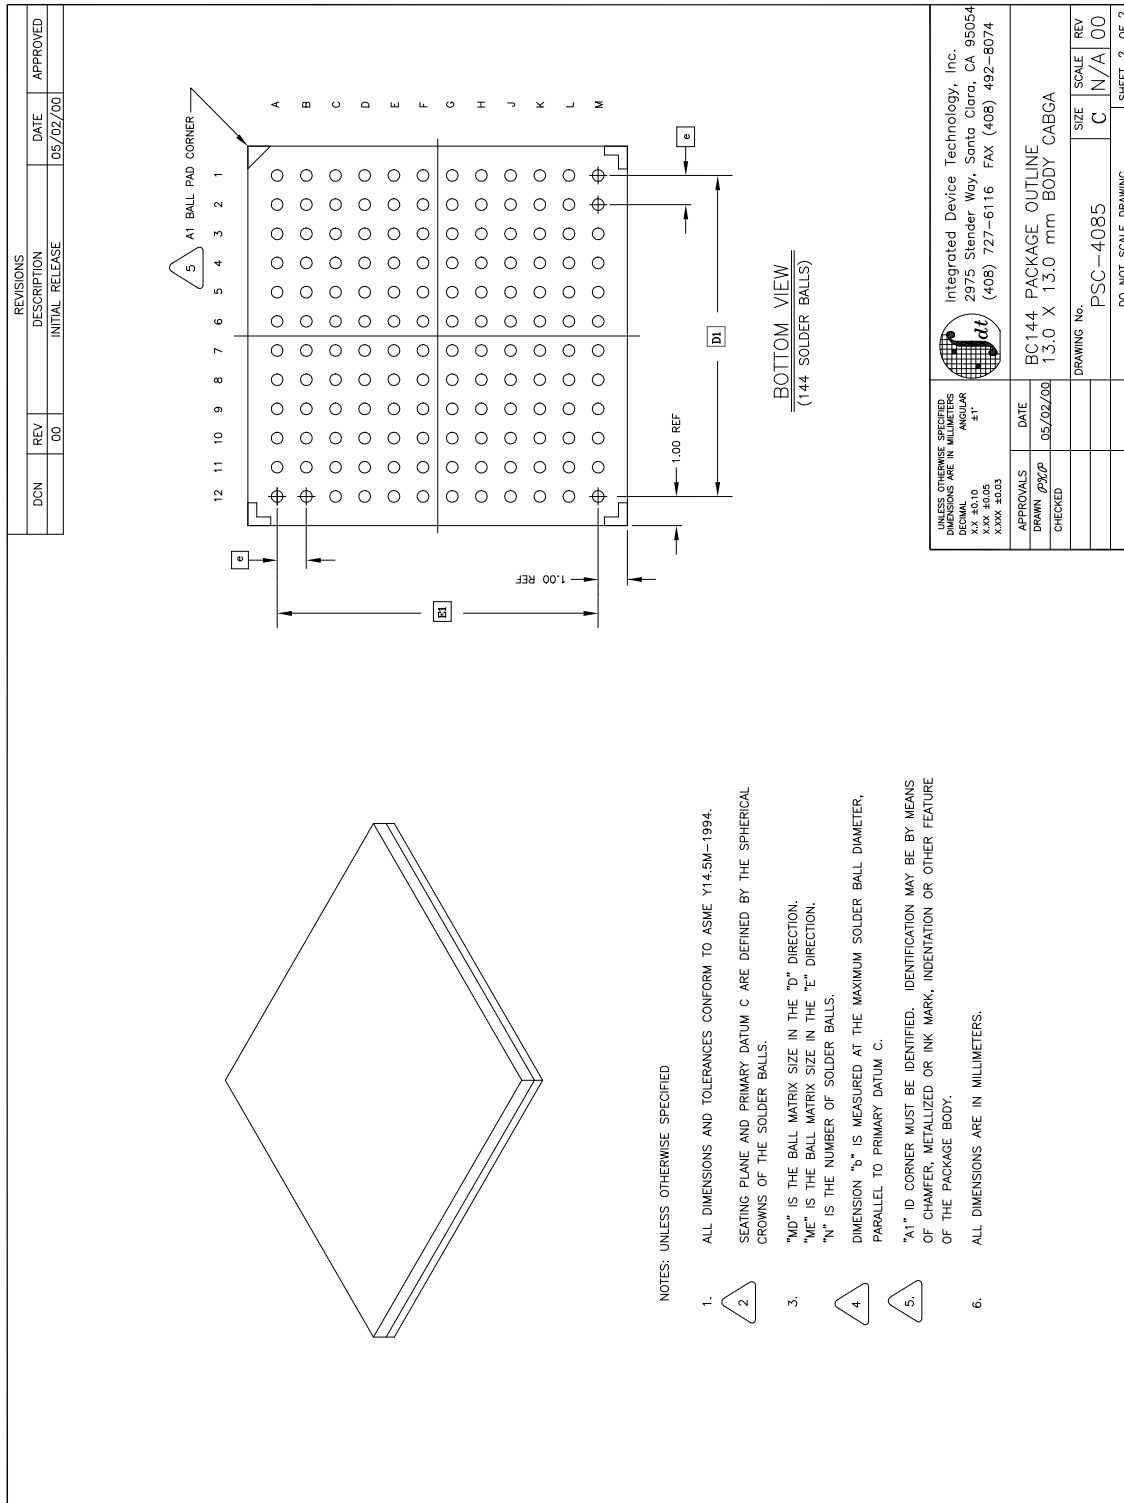 REVISIONS
DCN REV DESCRIPTION DATE APPROVED
00 INITIAL RELEASE 05/02/00
5 A1 BALL PAD CORNER
12 11 10 9 8 7 6 5 4 3 2 1
A
B
C
D
E
F
G
H
J
K
L
M
e
E1
1.00 REF
1.00 REF
e
D1
BOTTOM VIEW
(144 SOLDER BALLS)
NOTES: UNLESS OTHERWISE SPECIFIED
1. ALL DIMENSIONS AND TOLERANCES CONFORM TO ASME Y14.5M-1994.
2 SEATING PLANE AND PRIMARY DATUM C ARE DEFINED BY THE SPHERICAL
CROWNS OF THE SOLDER BALLS.
3. "MD" IS THE BALL MATRIX SIZE IN THE "D" DIRECTION.
"ME" IS THE BALL MATRIX SIZE IN THE "E" DIRECTION.
"N" IS THE NUMBER OF SOLDER BALLS.
4 DIMENSION "b" IS MEASURED AT THE MAXIMUM SOLDER BALL DIAMETER,
PARALLEL TO PRIMARY DATUM C.
5. "A1" ID CORNER MUST BE IDENTIFIED. IDENTIFICATION MAY BE BY MEANS
OF CHAMFER, METALLIZED OR INK MARK, INDENTATION OR OTHER FEATURE
OF THE PACKAGE BODY.
6. ALL DIMENSIONS ARE IN MILLIMETERS.
UNLESS OTHERWISE SPECIFIED
DIMENSIONS ARE IN MILLIMETERS
DECIMAL ANGULAR
X.X ±0.10 ±1°
X.XX ±0.05
X.XXX ±0.03
APPROVALS DATE
DRAWN 05/02/00
CHECKED
idt
Integrated Device Technology, Inc.
2975 Stender Way, Santa Clara, CA 95054
(408) 727-6116 FAX (408) 492-8074
BC144 PACKAGE OUTLINE
13.0 X 13.0 mm BODY CABGA
DRAWING No. SIZE SCALE REV
PSC-4085 C N/A 00
DO NOT SCALE DRAWING SHEET 2 OF 2